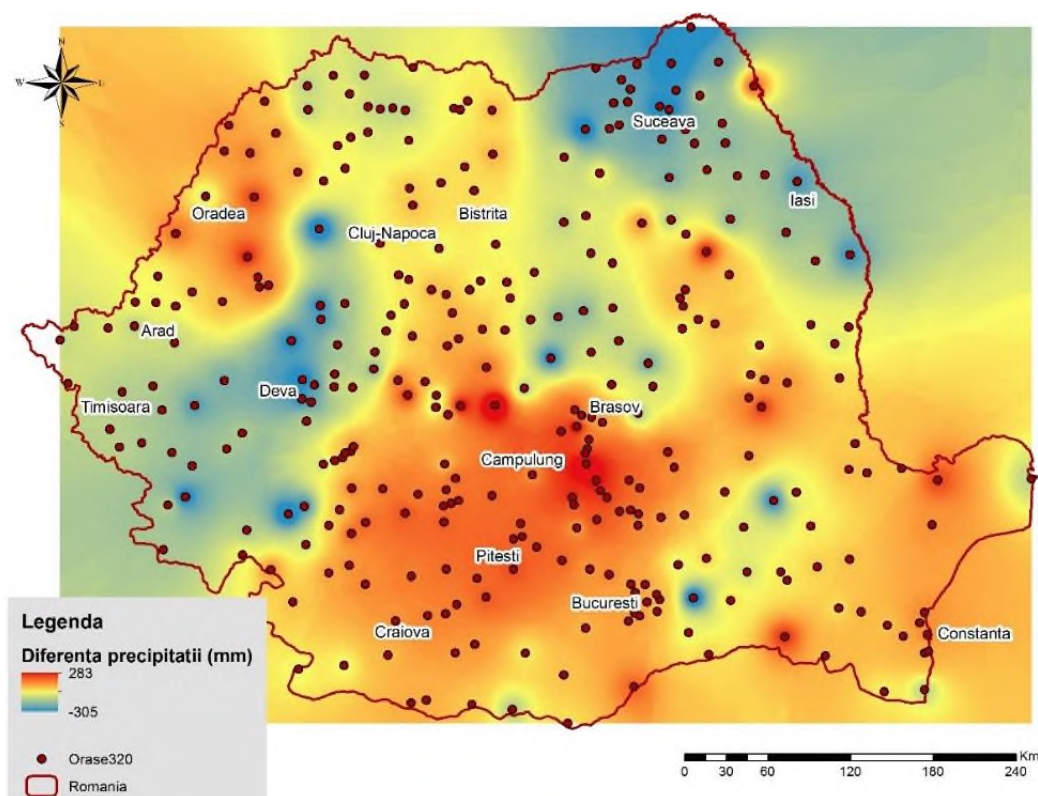 N
W
E
S
Suceava
Iasi
Oradea
Bistrita
Cluj-Napoca
Arad
Deva
Timisoara
Brasov
Campulung
Pitesti
Bucuresti
Craiova
Constanta
Legenda
Diferenta precipitatii (mm)
283
-305
Orase320
Romania
Km
0 15 30 60 120 180 240